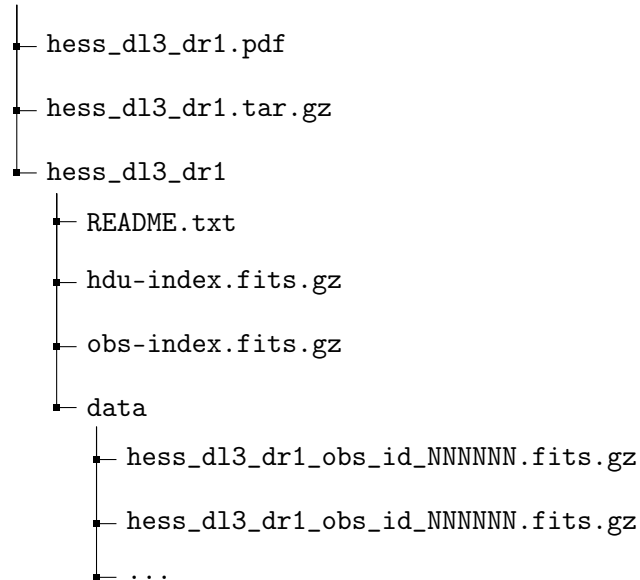 hess_dl3_dr1.pdf
hess_dl3_dr1.tar.gz
hess_dl3_dr1
README.txt
hdu-index.fits.gz
obs-index.fits.gz
data
hess_dl3_dr1_obs_id_NNNNNN.fits.gz
hess_dl3_dr1_obs_id_NNNNNN.fits.gz
...